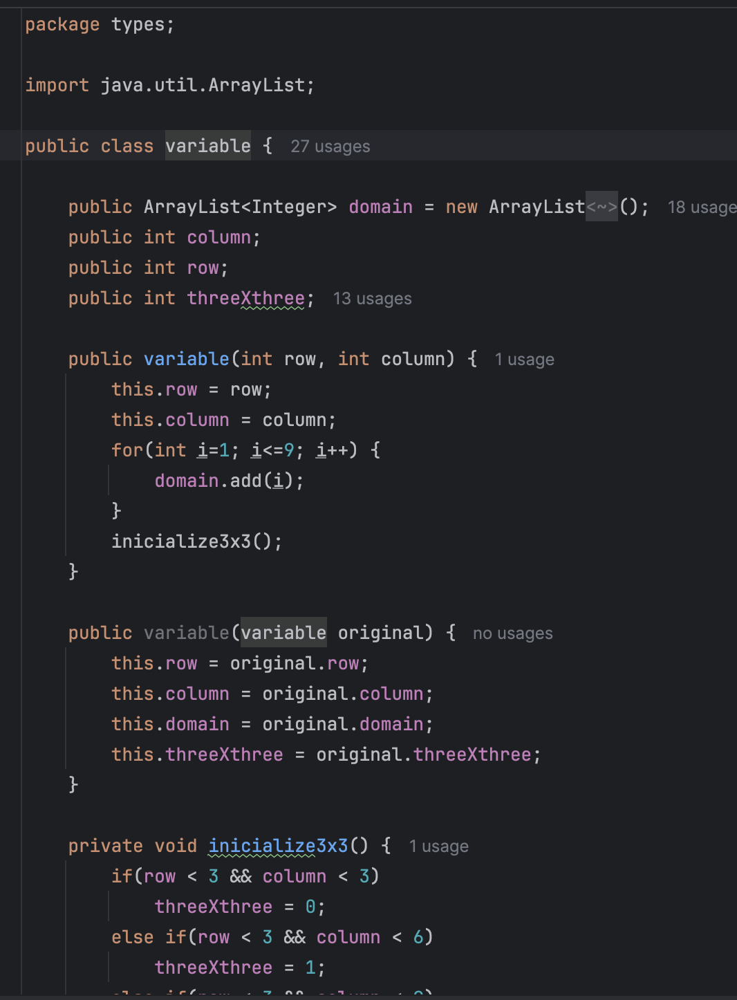 package types;
import java.util.ArrayList;
public class variable { 27 usages
public ArrayList<Integer> domain = new ArrayList<~>(); 18 usage
public int column;
public int row;
public int threeXthree; 13 usages
public variable(int row, int column) { 1 usage
this.row = row;
this.column = column;
for(int i=1; i<=9; i++) {
domain.add(i);
}
inicialize3x3();
}
public variable(variable original) { no usages
this.row = original.row;
this.column = original.column;
this.domain = original.domain;
this.threeXthree = original.threeXthree;
}
private void inicialize3x3() { 1 usage
if(row < 3 && column < 3)
threeXthree = 0;
else if(row < 3 && column < 6)
threeXthree = 1;